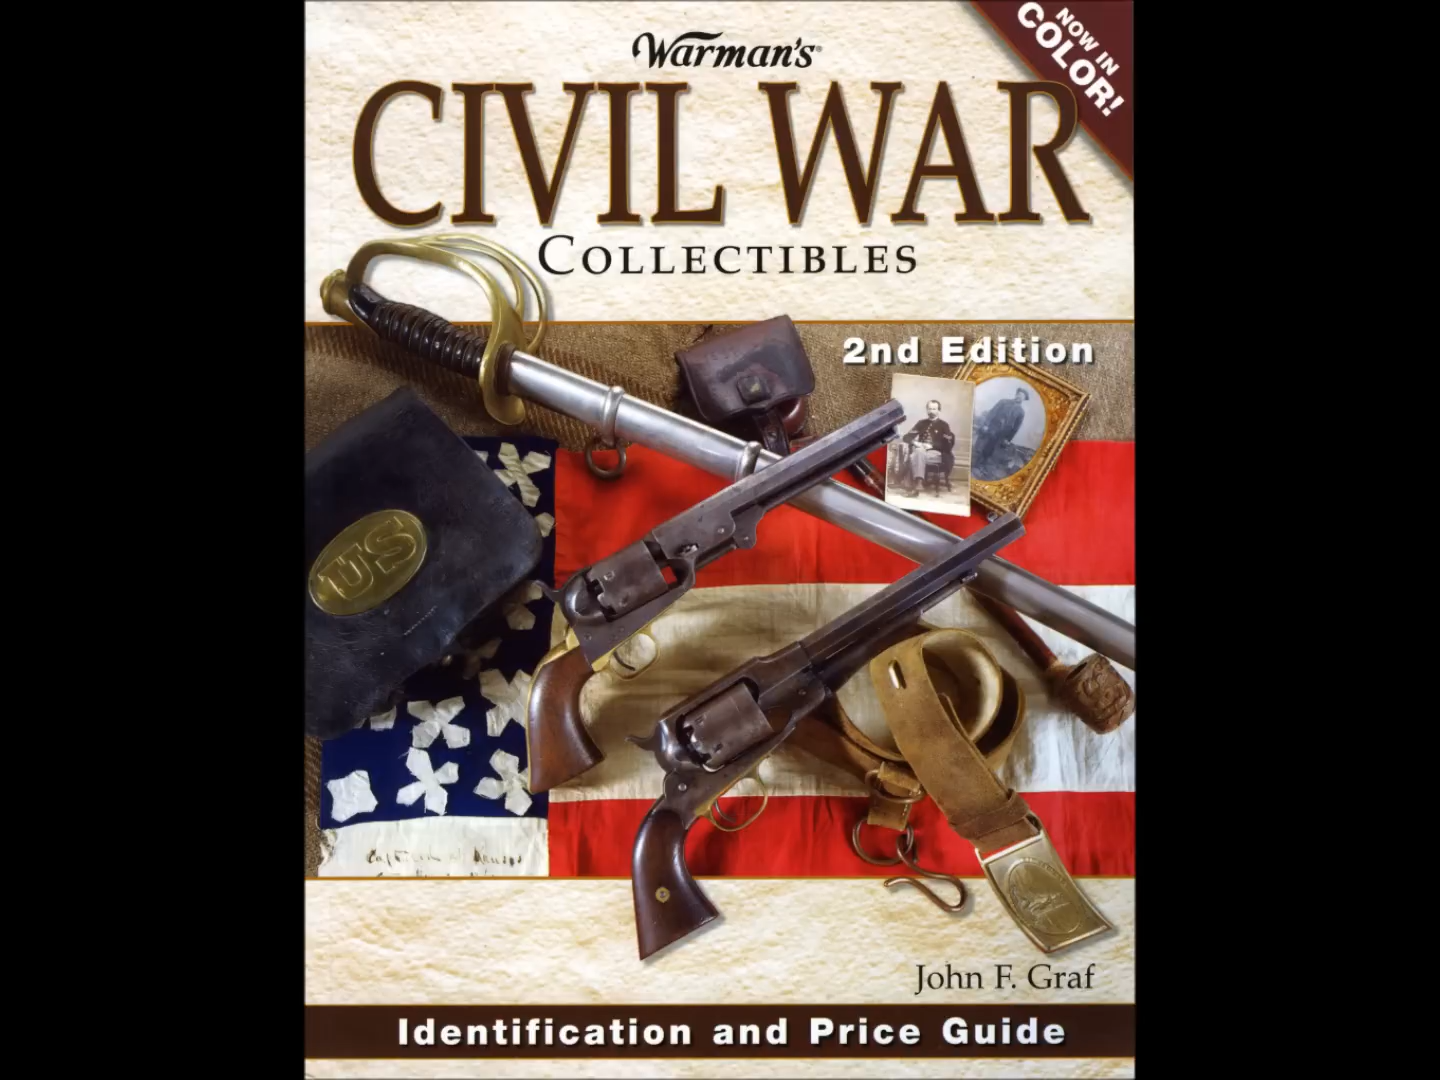 Warman's
CIVIL WAR
COLLECTIBLES
NOW IN
COLOR!
2nd Edition
US
John F. Graf
Identification and Price Guide